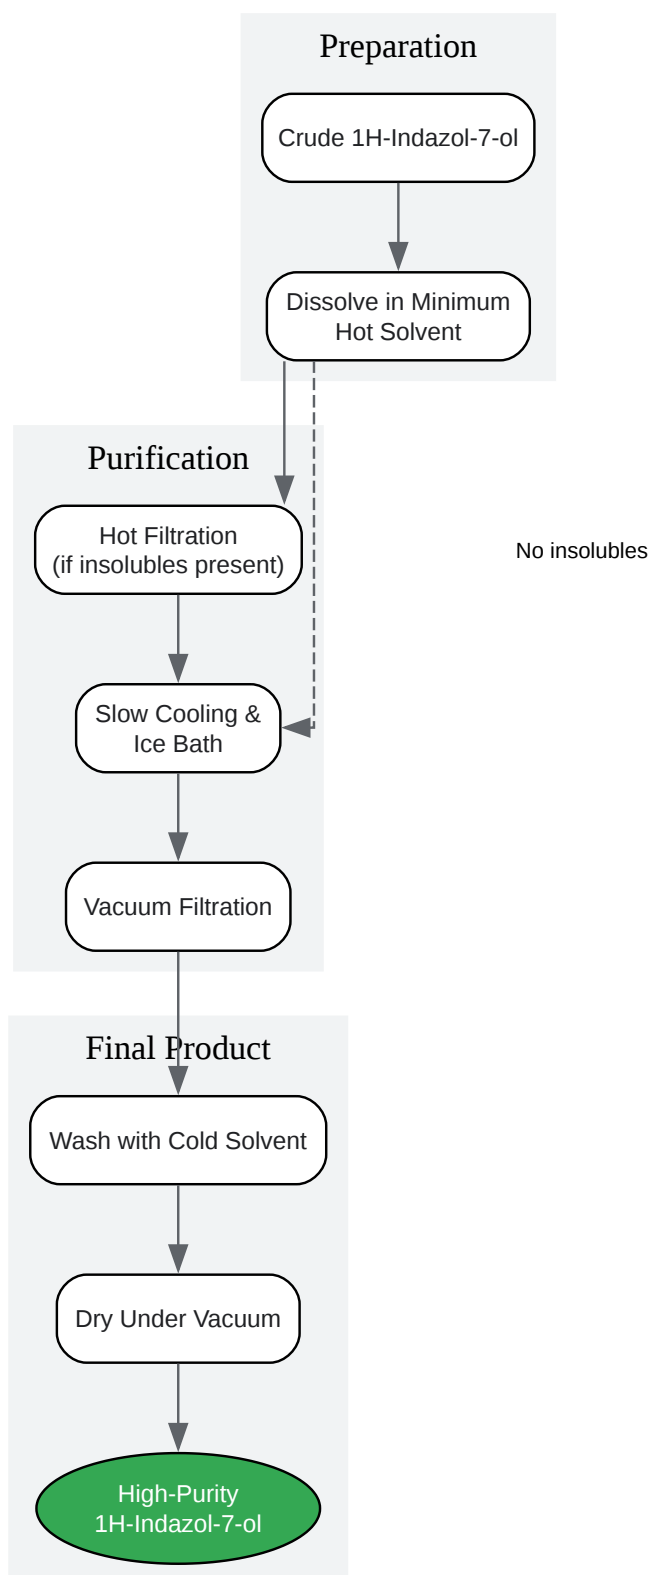 Preparation
Crude 1H-Indazol-7-ol
Dissolve in Minimum
Hot Solvent
Purification
Hot Filtration
(if insolubles present)
No insolubles
Slow Cooling &
Ice Bath
Vacuum Filtration
Final Product
Wash with Cold Solvent
Dry Under Vacuum
High-Purity
1H-Indazol-7-ol